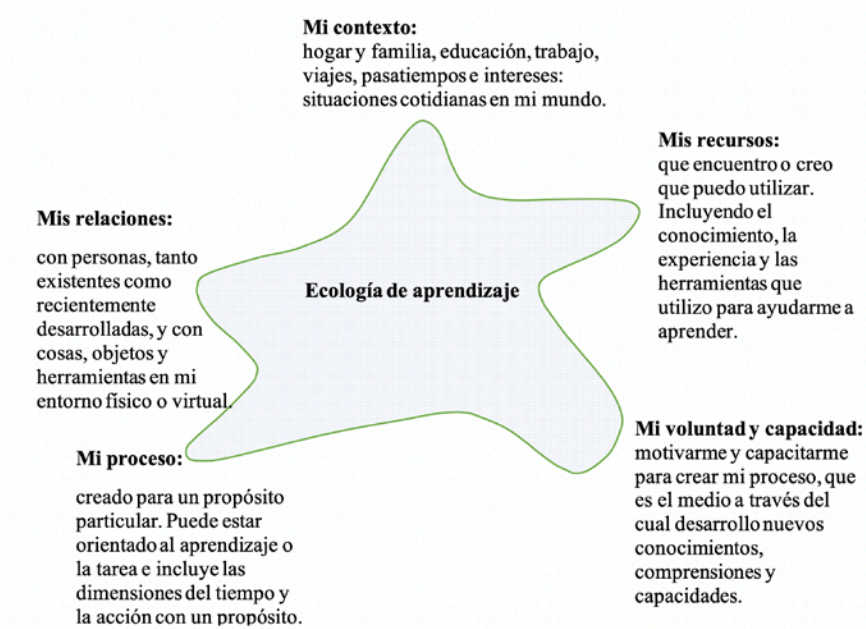 Mi contexto:
hogar y familia, educación, trabajo,
viajes, pasatiempos e intereses:
situaciones cotidianas en mi mundo.
Mis recursos:
que encuentro o creo
que puedo utilizar.
Incluyendo el
conocimiento, la
experiencia y las
herramientas que
utilizo para ayudarme a
aprender.
Mis relaciones:
con personas, tanto
existentes como
recientemente
desarrolladas, y con
cosas, objetos y
herramientas en mi
entorno físico o virtual.
Ecología de aprendizaje
Mi voluntad y capacidad:
motivarme y capacitarme
para crear mi proceso, que
es el medio a través del
cual desarrollo nuevos
conocimientos,
comprensiones y
capacidades.
Mi proceso:
creado para un propósito
particular. Puede estar
orientado al aprendizaje o
la tarea e incluye las
dimensiones del tiempo y
la acción con un propósito.